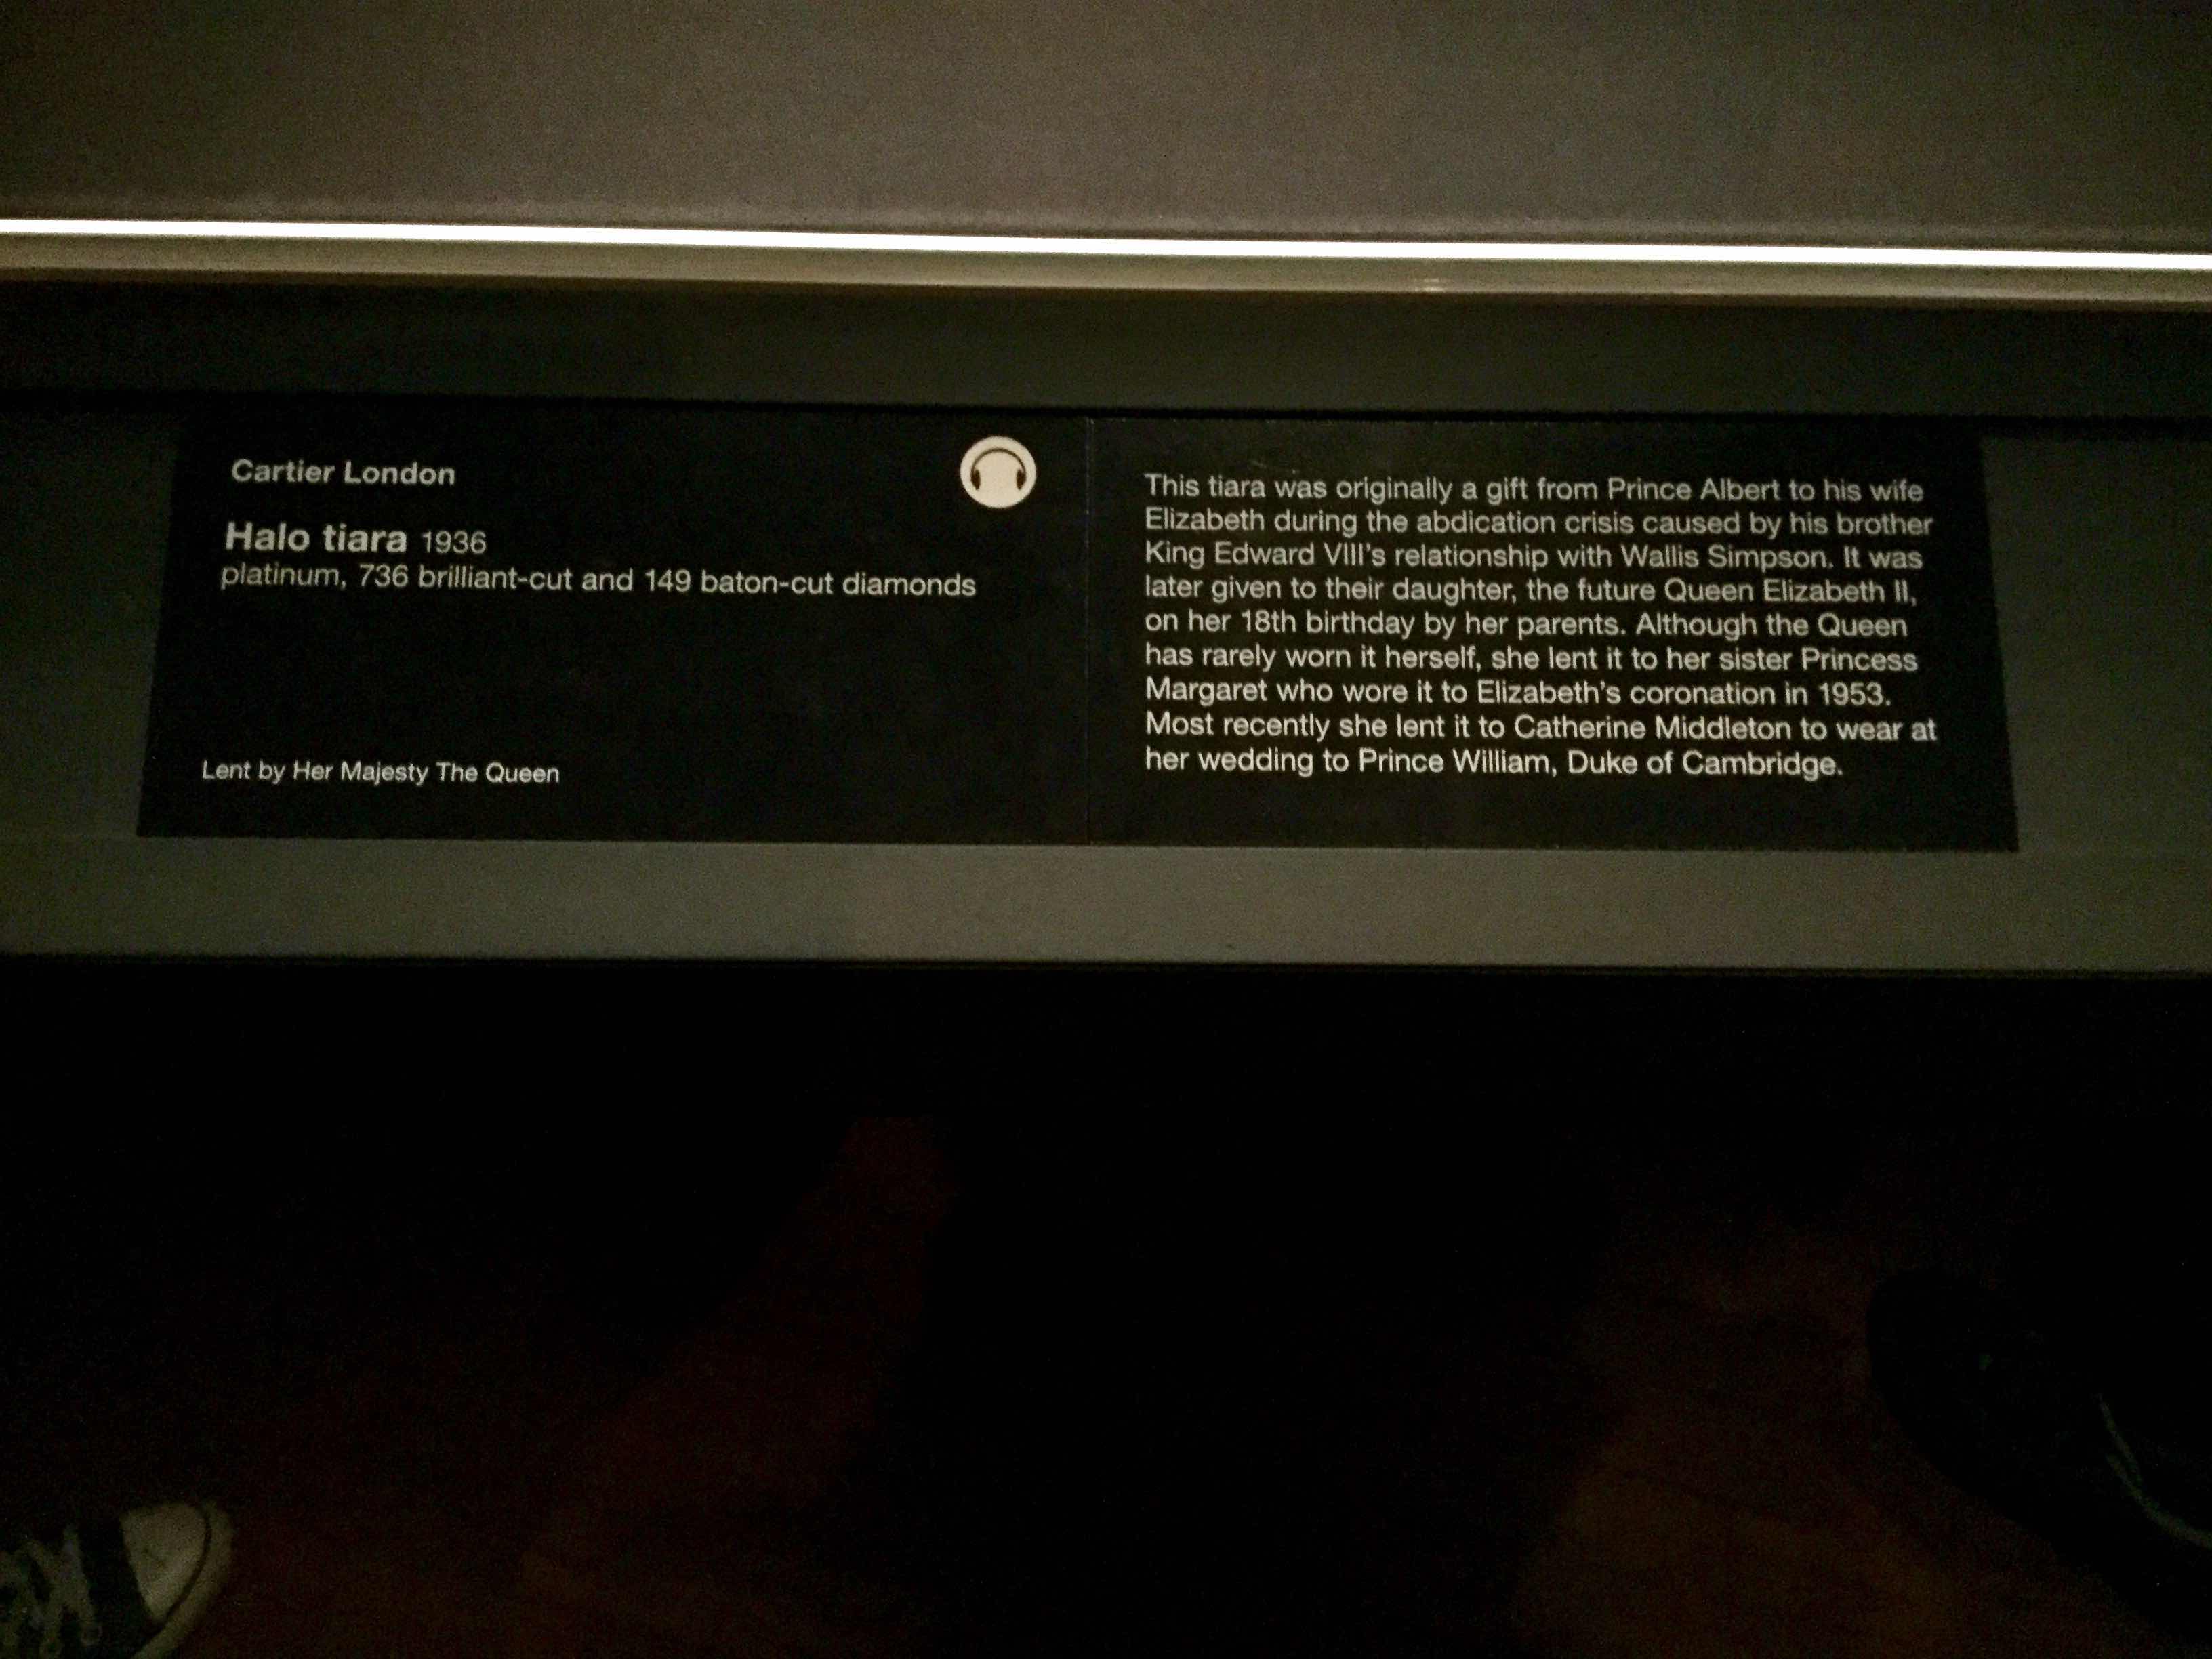 Cartier London
Halo tiara 1936
platinum, 736 brilliant-cut and 149 baton-cut diamonds
Lent by Her Majesty The Queen
This tiara was originally a gift from Prince Albert to his wife
Elizabeth during the abdication crisis caused by his brother
King Edward VIII's relationship with Wallis Simpson. It was
later given to their daughter, the future Queen Elizabeth II,
on her 18th birthday by her parents. Although the Queen
has rarely worn it herself, she lent it to her sister Princess
Margaret who wore it to Elizabeth's coronation in 1953.
Most recently she lent it to Catherine Middleton to wear at
her wedding to Prince William, Duke of Cambridge.